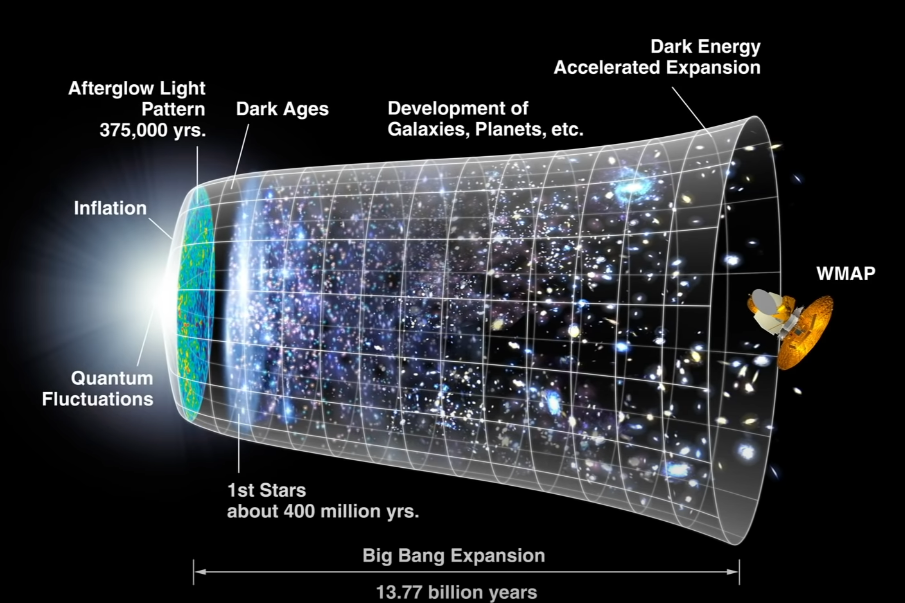 Dark Energy
Accelerated Expansion
Afterglow Light
Pattern
375,000 yrs.
Dark Ages
Development of
Galaxies, Planets, etc.
Inflation
WMAP
Quantum
Fluctuations
1st Stars
about 400 million yrs.
Big Bang Expansion
13.77 billion years